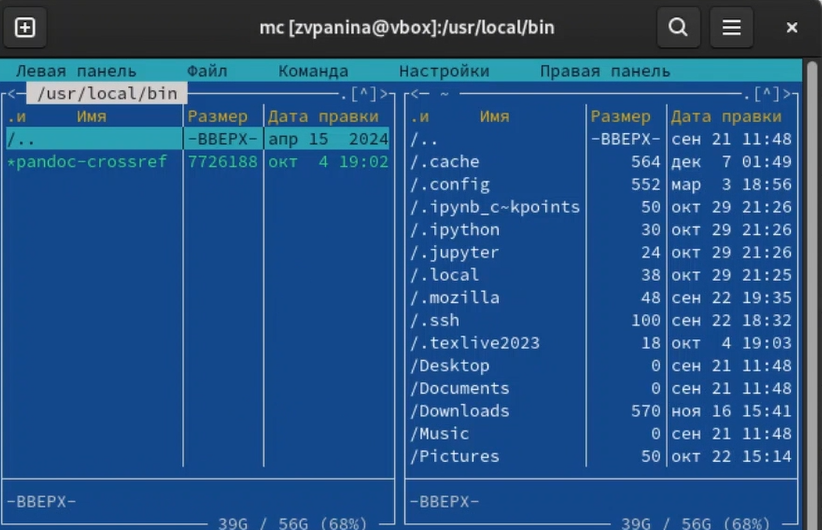 mc [zvpanina@vbox]:/usr/local/bin
Левая панель Файл Команда Настройки Правая панель
<— /usr/local/bin .[^]>
.и Имя Размер Дата правки
/.. -ВВЕРХ- апр 15 2024
*pandoc-crossref 7726188 окт 4 19:02
-ВВЕРХ-
39G / 56G (68%)
<— ~ .[^]>
.и Имя Размер Дата правки
/.. -ВВЕРХ- сен 21 11:48
/.cache 564 дек 7 01:49
/.config 552 мар 3 18:56
/.ipynb_c~kpoints 50 окт 29 21:26
/.ipython 30 окт 29 21:26
/.jupyter 24 окт 29 21:26
/.local 38 окт 29 21:25
/.mozilla 48 сен 22 19:35
/.ssh 100 сен 22 18:32
/.texlive2023 18 окт 4 19:03
/Desktop 0 сен 21 11:48
/Documents 0 сен 21 11:48
/Downloads 570 ноя 16 15:41
/Music 0 сен 21 11:48
/Pictures 50 окт 22 15:14
-ВВЕРХ-
39G / 56G (68%)